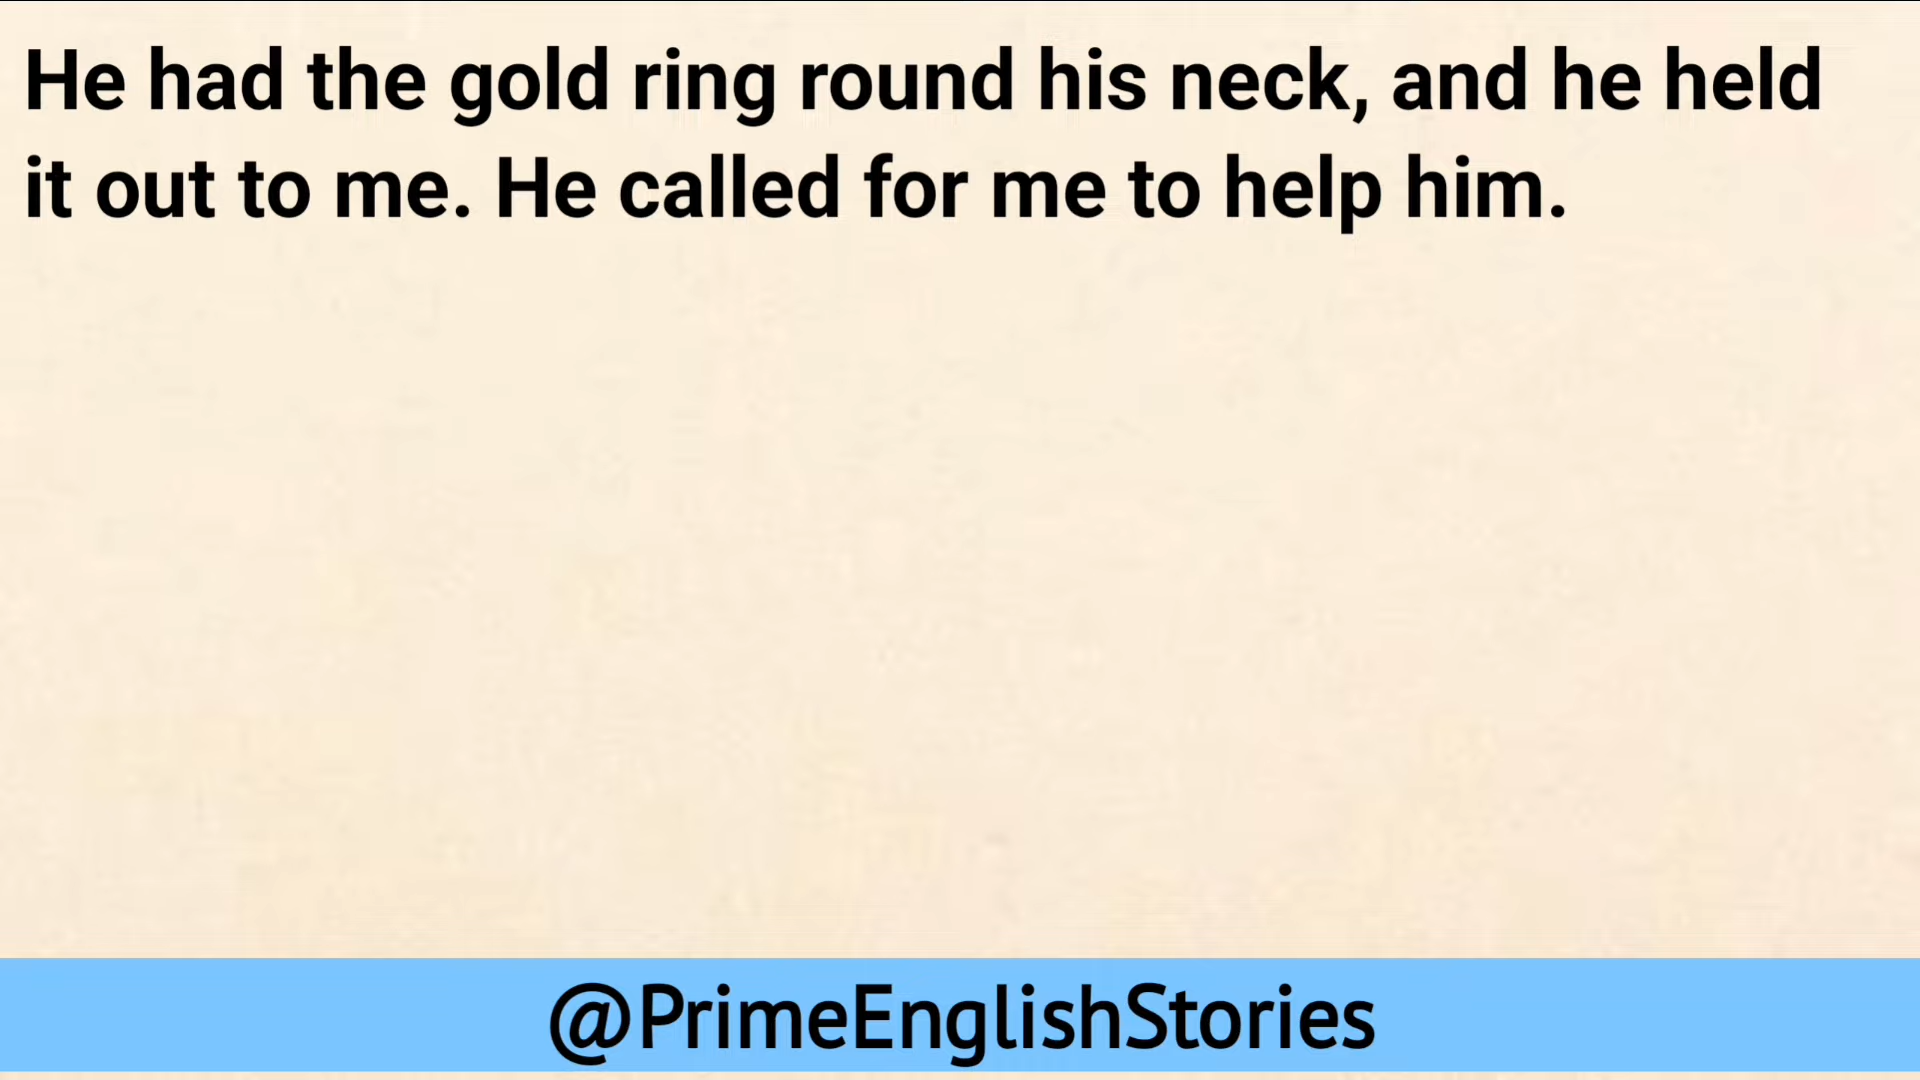 He had the gold ring round his neck, and he held
it out to me. He called for me to help him.
@PrimeEnglishStories